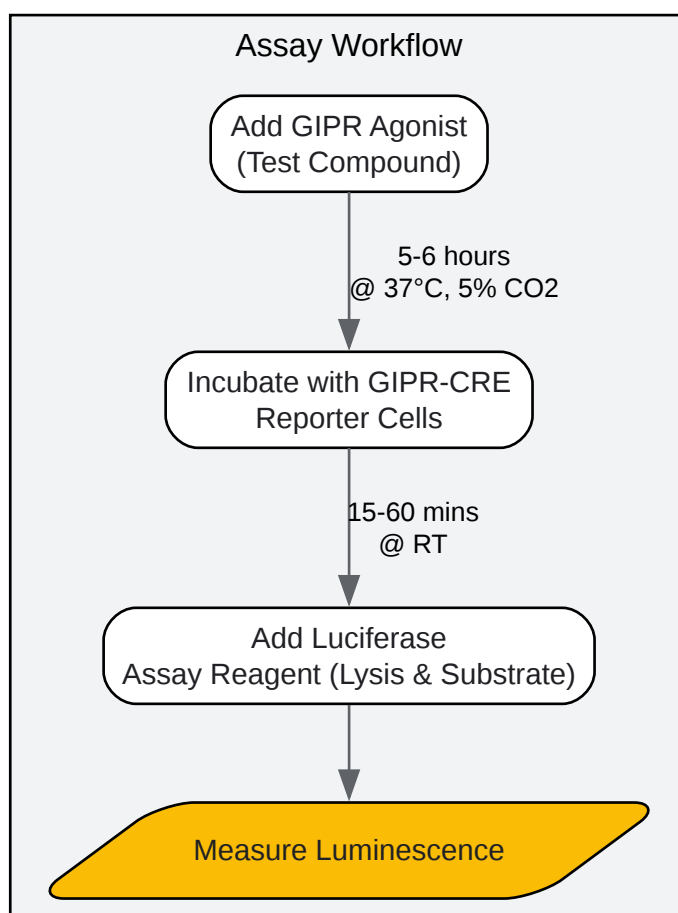 Assay Workflow
Add GIPR Agonist
(Test Compound)
5-6 hours
@ 37°C, 5% CO2
Incubate with GIPR-CRE
Reporter Cells
15-60 mins
@ RT
Add Luciferase
Assay Reagent (Lysis & Substrate)
Measure Luminescence